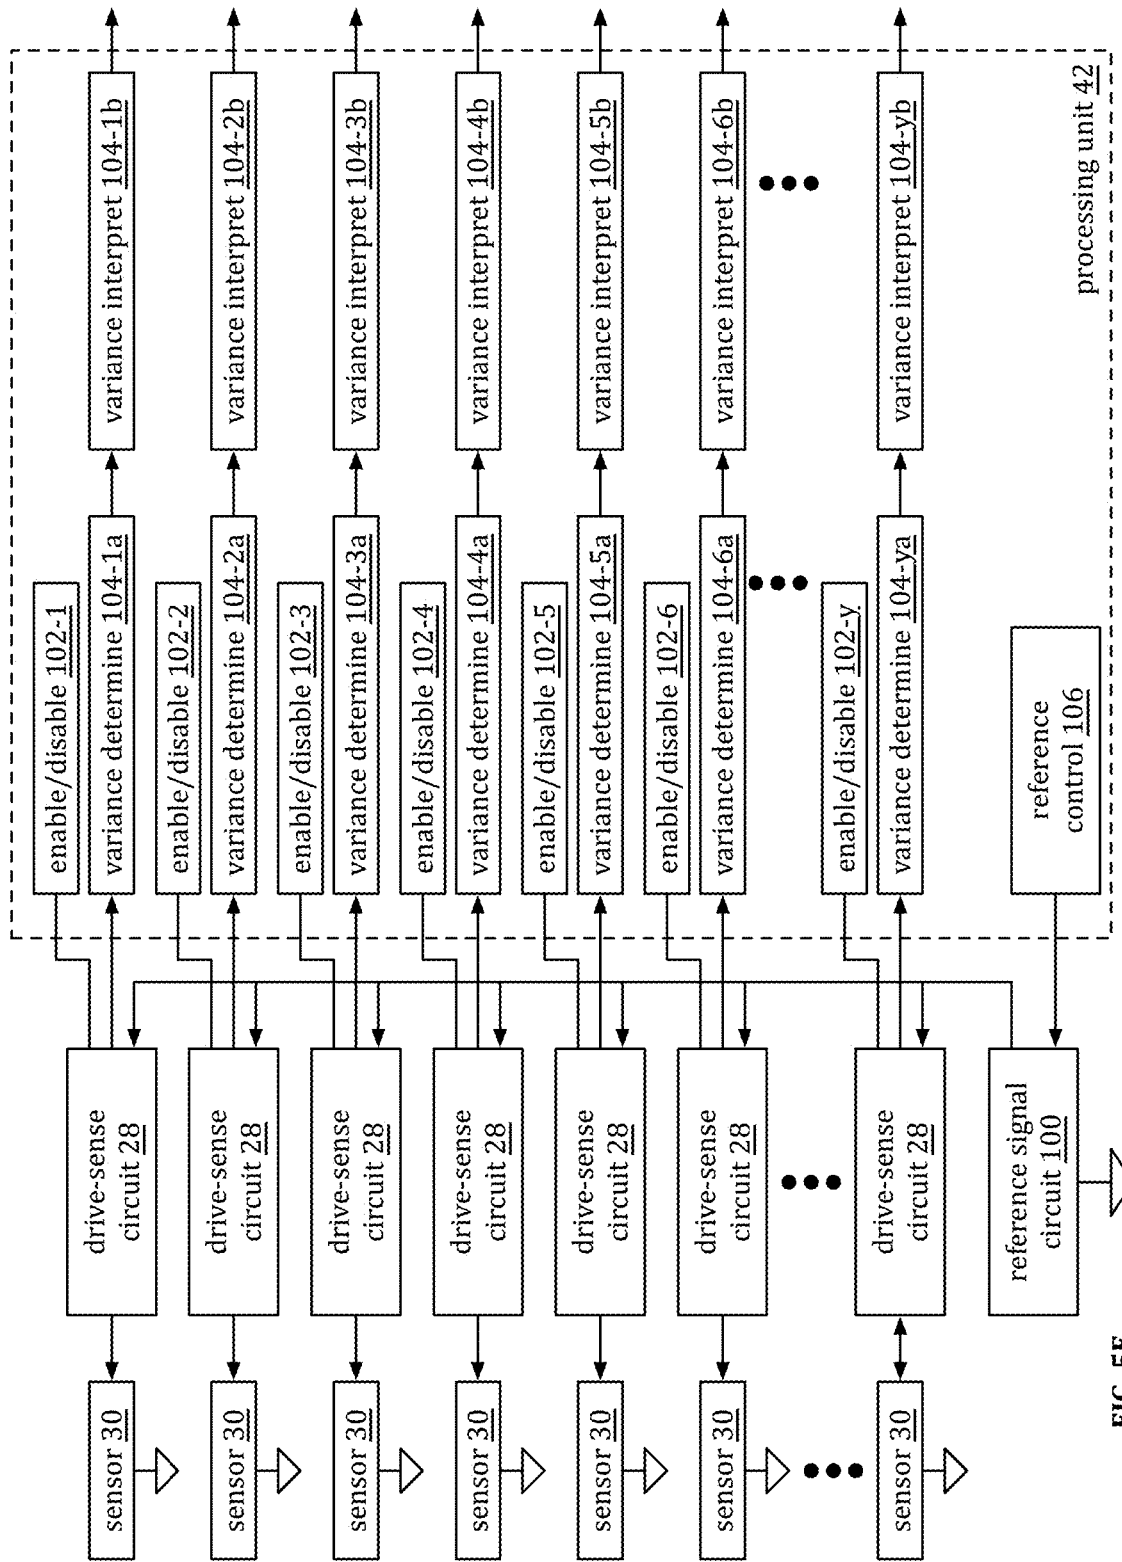 sensor 30
drive-sense
circuit 28
enable/disable 102-1
variance determine 104-1a
variance interpret 104-1b
sensor 30
drive-sense
circuit 28
enable/disable 102-2
variance determine 104-2a
variance interpret 104-2b
sensor 30
drive-sense
circuit 28
enable/disable 102-3
variance determine 104-3a
variance interpret 104-3b
sensor 30
drive-sense
circuit 28
enable/disable 102-4
variance determine 104-4a
variance interpret 104-4b
sensor 30
drive-sense
circuit 28
enable/disable 102-5
variance determine 104-5a
variance interpret 104-5b
sensor 30
drive-sense
circuit 28
enable/disable 102-6
variance determine 104-6a
variance interpret 104-6b
sensor 30
drive-sense
circuit 28
enable/disable 102-y
variance determine 104-ya
variance interpret 104-yb
reference signal
circuit 100
reference
control 106
processing unit 42
FIG.